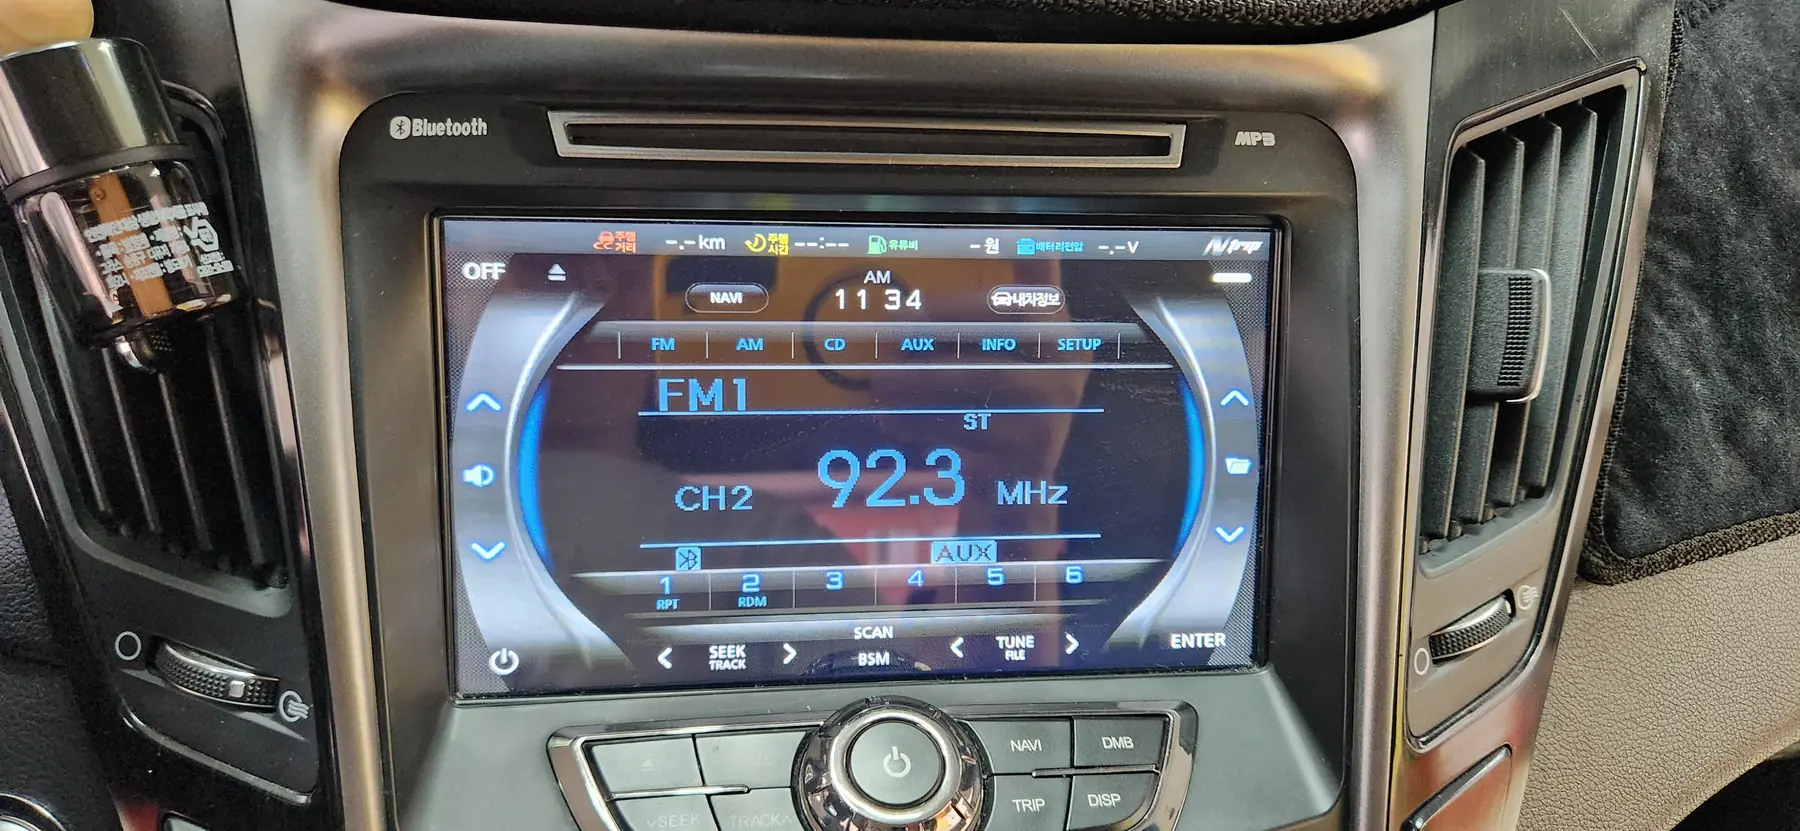 Bluetooth
MP3
주행
거리
-.-km
주행
시간
--:--
유류비
-원
배터리전압
-.-V
OFF
NAVI
AM
11 34
내차정보
FM AM CD AUX INFO SETUP
FM1
ST
CH2 92.3 MHz
AUX
1 2 3 4 5 6
RPT RDM
SEEK
TRACK
SCAN
BSM
TUNE
FILE
ENTER
NAVI DMB
∨SEEK TRACK∧
TRIP DISP